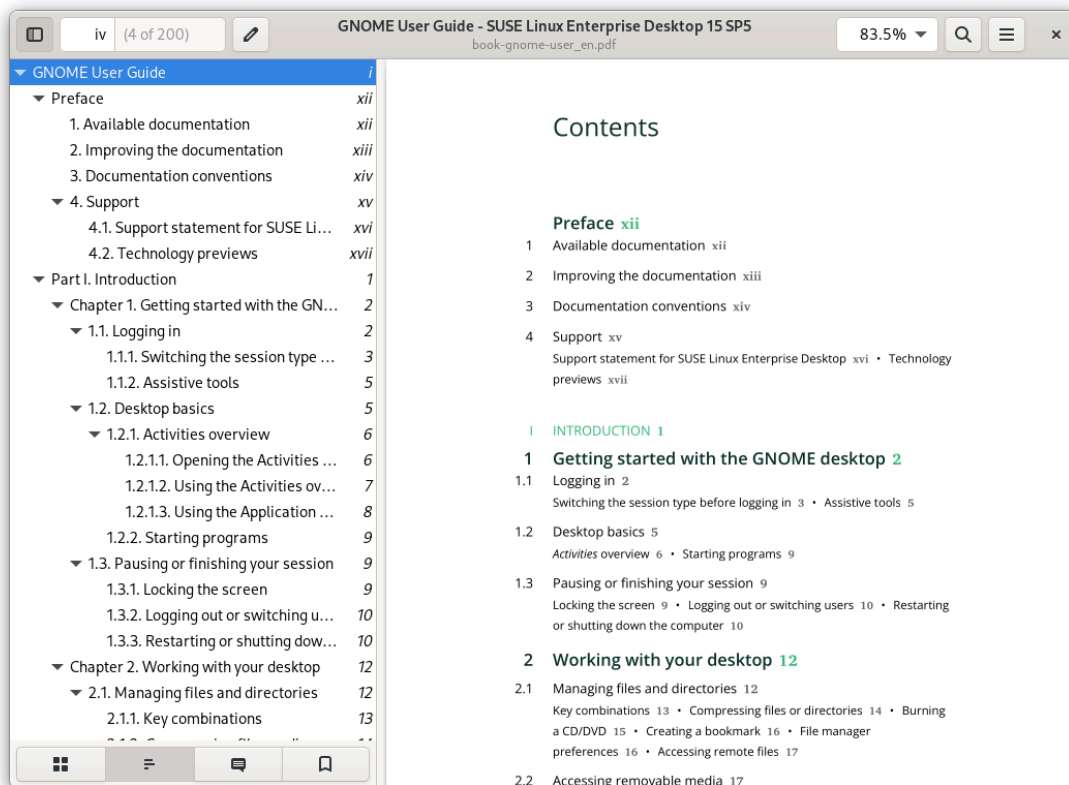 iv (4 of 200)
GNOME User Guide - SUSE Linux Enterprise Desktop 15 SP5
book-gnome-user_en.pdf
83.5%
GNOME User Guide i
Preface xii
1. Available documentation xii
2. Improving the documentation xiii
3. Documentation conventions xiv
4. Support xv
4.1. Support statement for SUSE Li… xvi
4.2. Technology previews xvii
Part I. Introduction 1
Chapter 1. Getting started with the GN… 2
1.1. Logging in 2
1.1.1. Switching the session type … 3
1.1.2. Assistive tools 5
1.2. Desktop basics 5
1.2.1. Activities overview 6
1.2.1.1. Opening the Activities … 6
1.2.1.2. Using the Activities ov… 7
1.2.1.3. Using the Application … 8
1.2.2. Starting programs 9
1.3. Pausing or finishing your session 9
1.3.1. Locking the screen 9
1.3.2. Logging out or switching u… 10
1.3.3. Restarting or shutting dow… 10
Chapter 2. Working with your desktop 12
2.1. Managing files and directories 12
2.1.1. Key combinations 13
Contents
Preface xii
1 Available documentation xii
2 Improving the documentation xiii
3 Documentation conventions xiv
4 Support xv
Support statement for SUSE Linux Enterprise Desktop xvi • Technology
previews xvii
I INTRODUCTION 1
1 Getting started with the GNOME desktop 2
1.1 Logging in 2
Switching the session type before logging in 3 • Assistive tools 5
1.2 Desktop basics 5
Activities overview 6 • Starting programs 9
1.3 Pausing or finishing your session 9
Locking the screen 9 • Logging out or switching users 10 • Restarting
or shutting down the computer 10
2 Working with your desktop 12
2.1 Managing files and directories 12
Key combinations 13 • Compressing files or directories 14 • Burning
a CD/DVD 15 • Creating a bookmark 16 • File manager
preferences 16 • Accessing remote files 17
2.2 Accessing removable media 17